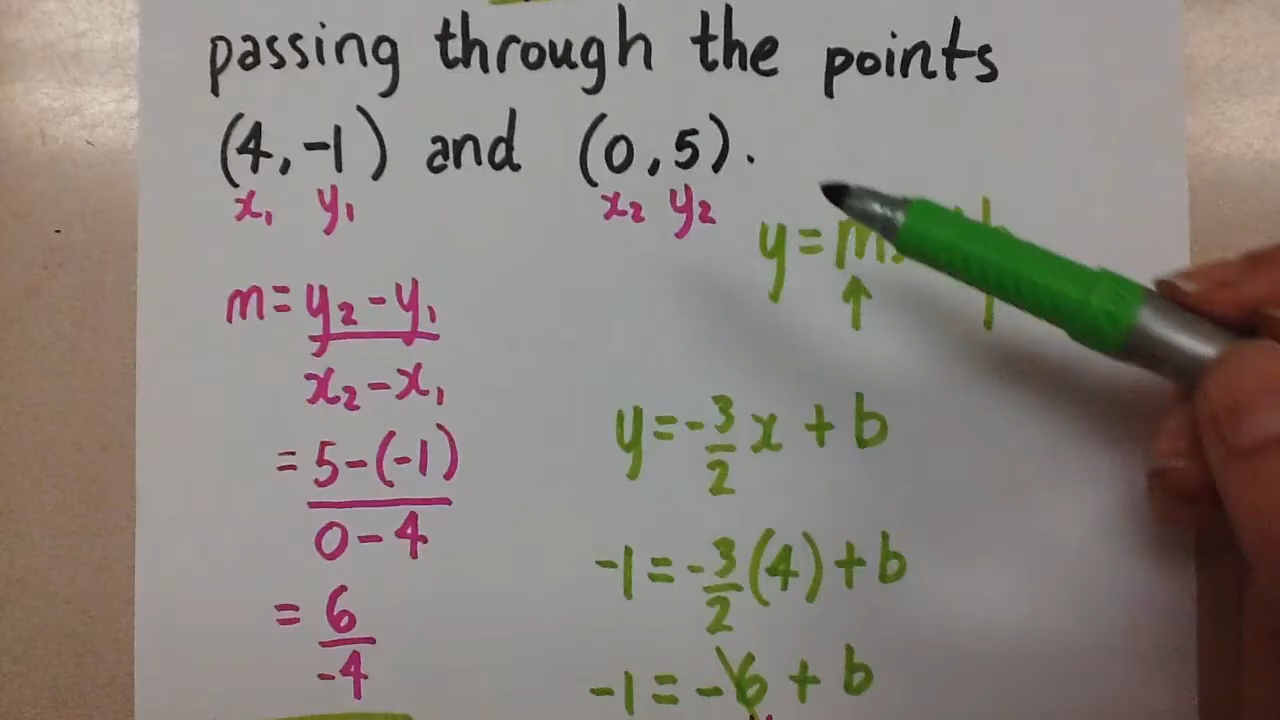 passing through the points
(4, -1) and (0, 5).
x₁ y₁ x₂ y₂
m = y₂ - y₁
x₂ - x₁
= 5 - (-1)
0 - 4
= 6
-4
y = m
y = -3/2 x + b
-1 = -3/2 (4) + b
-1 = -6 + b